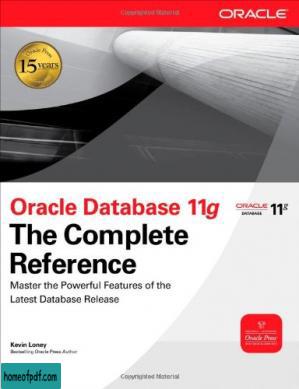 ORACLE
Oracle Press
15 years
Oracle Database 11g
The Complete
Reference
ORACLE
DATABASE
11g
Master the Powerful Features of the
Latest Database Release
Kevin Loney
Bestselling Oracle Press Author
Oracle Press
homeofpdf.com